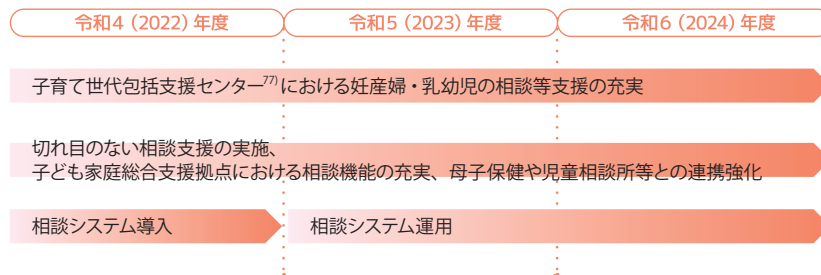 令和4（2022）年度 令和5（2023）年度 令和6（2024）年度
子育て世代包括支援センター77)における妊産婦・乳幼児の相談等支援の充実
切れ目のない相談支援の実施、
子ども家庭総合支援拠点における相談機能の充実、母子保健や児童相談所等との連携強化
相談システム導入 相談システム運用